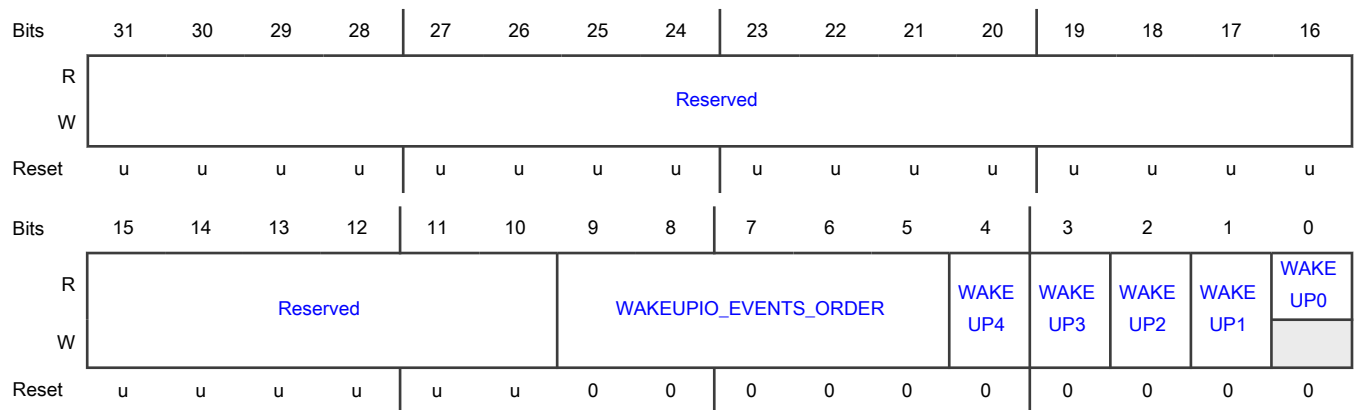 Bits 31 30 29 28 27 26 25 24 23 22 21 20 19 18 17 16
R
Reserved
W
Reset u u u u u u u u u u u u u u u u
Bits 15 14 13 12 11 10 9 8 7 6 5 4 3 2 1 0
R
Reserved WAKEUPIO_EVENTS_ORDER WAKE UP4 WAKE UP3 WAKE UP2 WAKE UP1 WAKE UP0
W
Reset u u u u u u 0 0 0 0 0 0 0 0 0 0